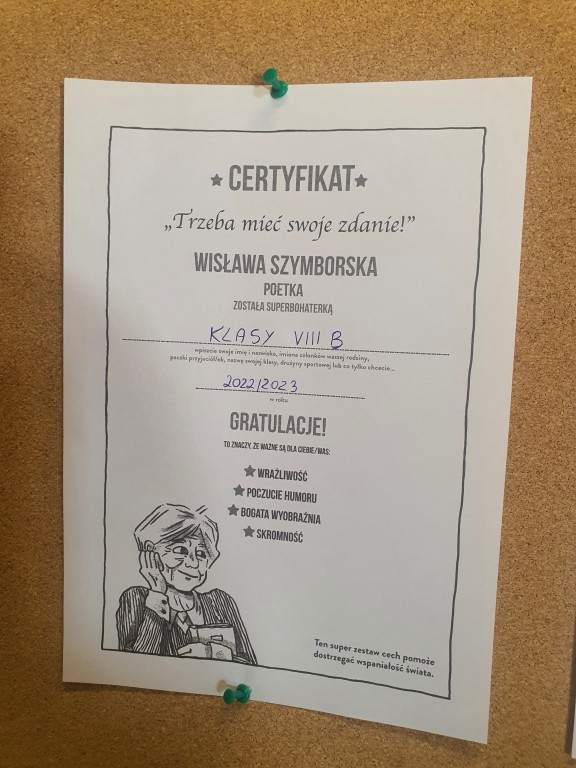 CERTYFIKAT
„Trzeba mieć swoje zdanie!”
WISŁAWA SZYMBORSKA
POETKA
ZOSTAŁA SUPERBOHATERKĄ
KLASY VIII B
wpiszcie swoje imię i nazwisko, imiona członków waszej rodziny,
paczki przyjaciół/ek, nazwę swojej klasy, drużyny sportowej lub co tylko chcecie...
2022/2023
w roku
GRATULACJE!
TO ZNACZY, ŻE WAŻNE SĄ DLA CIEBIE/WAS:
WRAŻLIWOŚĆ
POCZUCIE HUMORU
BOGATA WYOBRAŹNIA
SKROMNOŚĆ
Ten super zestaw cech pomoże
dostrzegać wspaniałość świata.